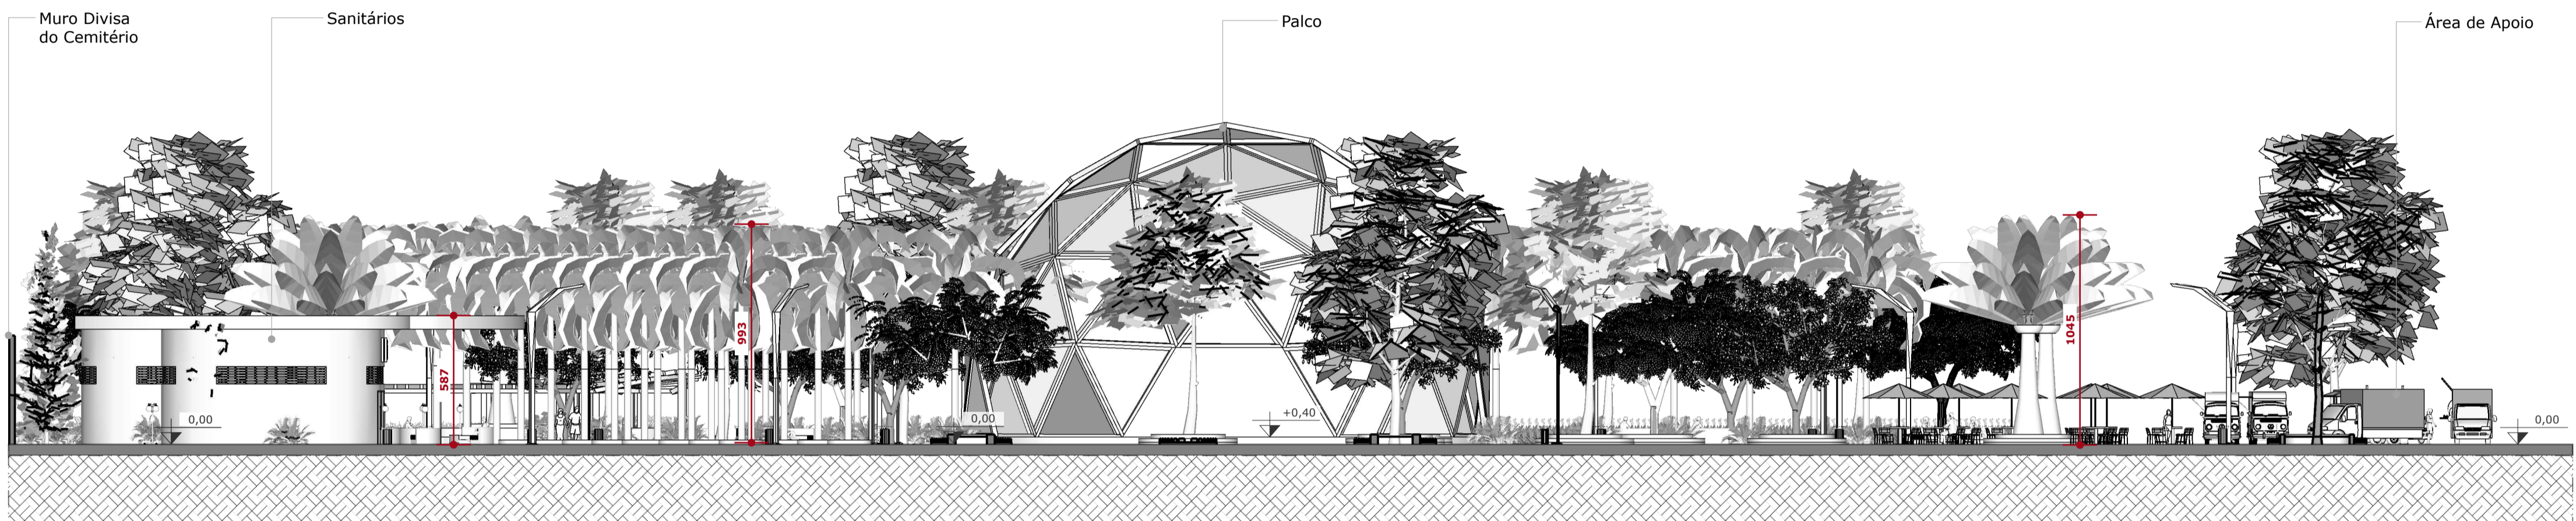 Muro Divisa
do Cemitério
Sanitários
Palco
Área de Apoio
587
993
1045
0,00
0,00
+0,40
0,00